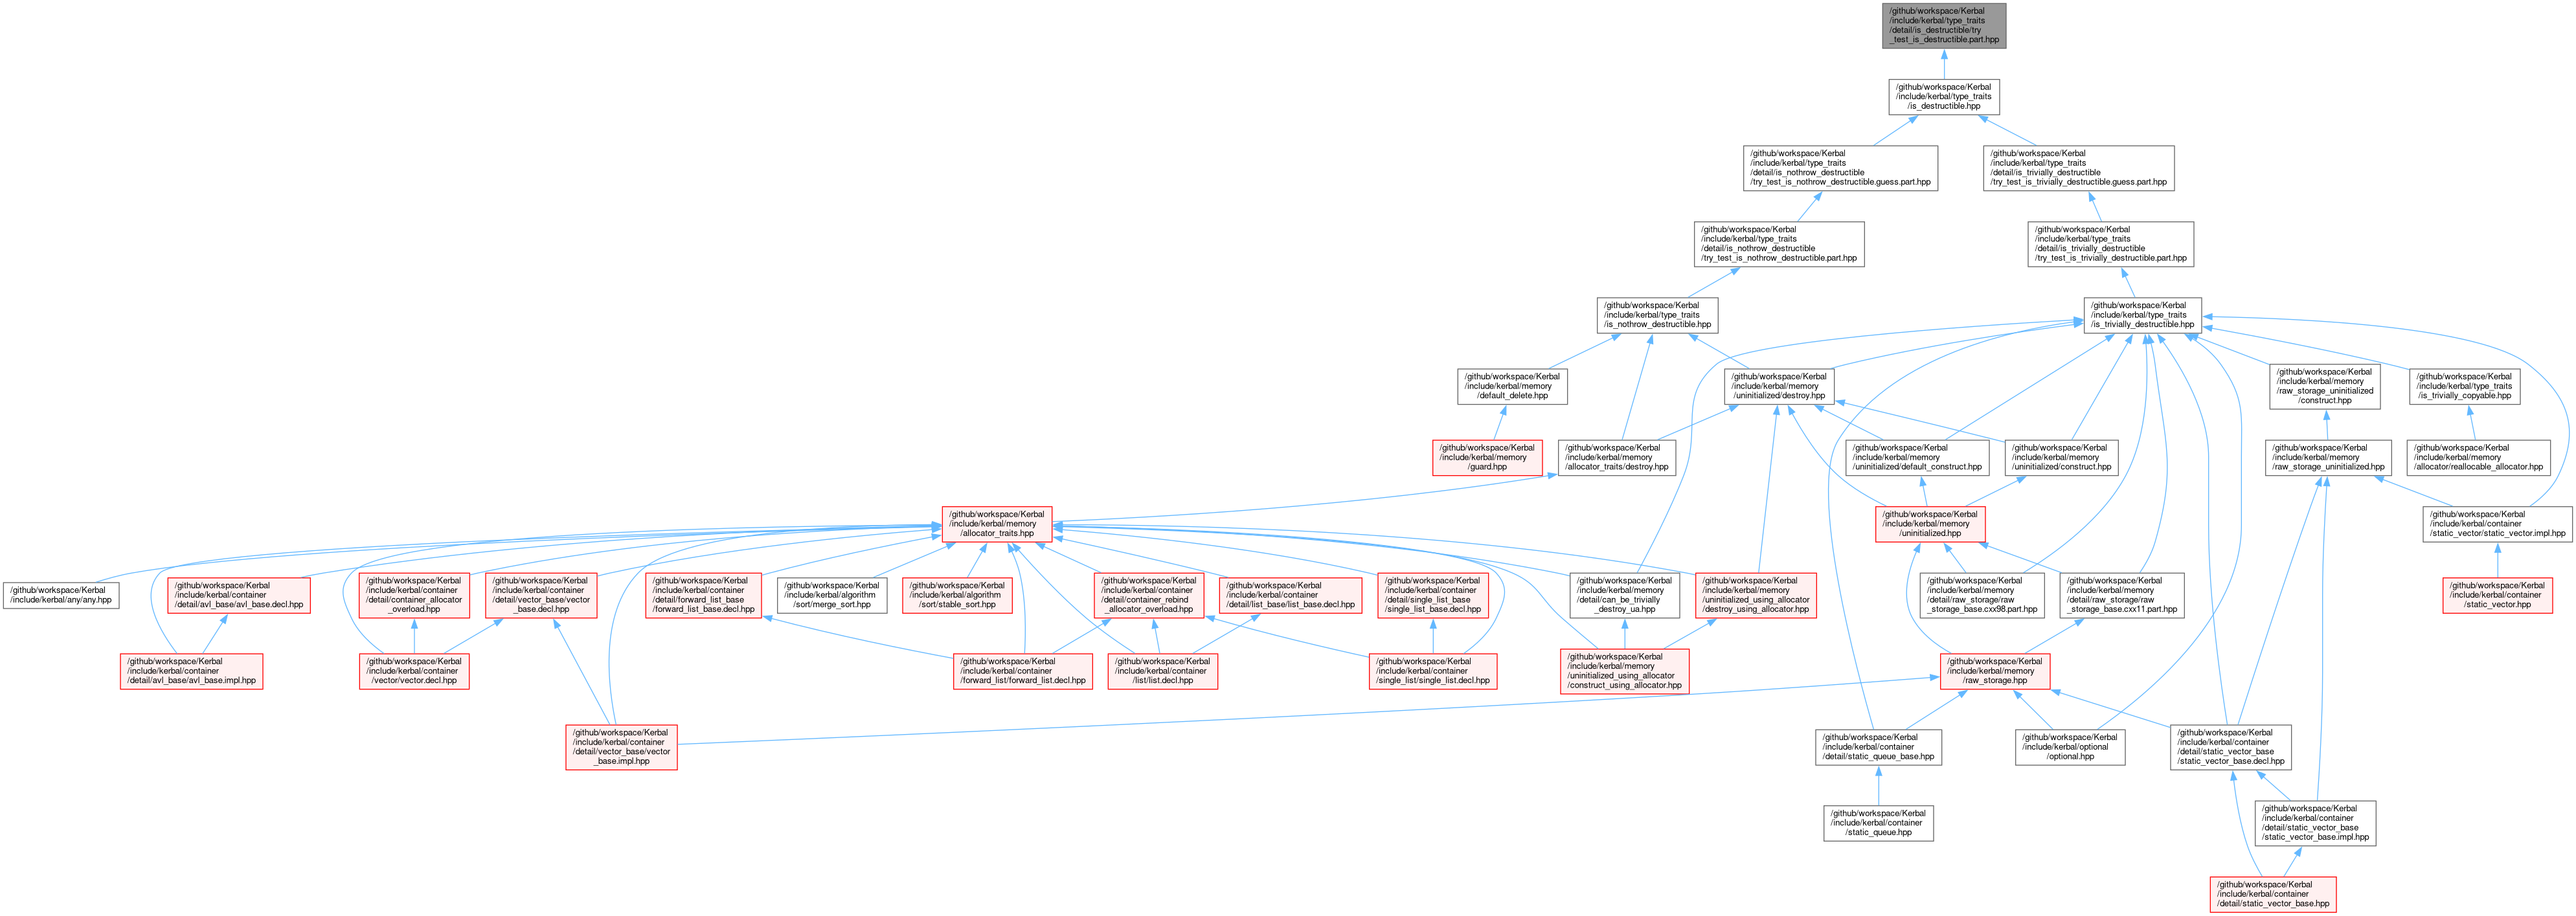 /github/workspace/Kerbal
/include/kerbal/type_traits
/detail/is_destructible/try
_test_is_destructible.part.hpp
/github/workspace/Kerbal
/include/kerbal/type_traits
/is_destructible.hpp
/github/workspace/Kerbal
/include/kerbal/type_traits
/detail/is_nothrow_destructible
/try_test_is_nothrow_destructible.guess.part.hpp
/github/workspace/Kerbal
/include/kerbal/type_traits
/detail/is_trivially_destructible
/try_test_is_trivially_destructible.guess.part.hpp
/github/workspace/Kerbal
/include/kerbal/type_traits
/detail/is_nothrow_destructible
/try_test_is_nothrow_destructible.part.hpp
/github/workspace/Kerbal
/include/kerbal/type_traits
/detail/is_trivially_destructible
/try_test_is_trivially_destructible.part.hpp
/github/workspace/Kerbal
/include/kerbal/type_traits
/is_nothrow_destructible.hpp
/github/workspace/Kerbal
/include/kerbal/type_traits
/is_trivially_destructible.hpp
/github/workspace/Kerbal
/include/kerbal/memory
/default_delete.hpp
/github/workspace/Kerbal
/include/kerbal/memory
/uninitialized/destroy.hpp
/github/workspace/Kerbal
/include/kerbal/memory
/raw_storage_uninitialized
/construct.hpp
/github/workspace/Kerbal
/include/kerbal/type_traits
/is_trivially_copyable.hpp
/github/workspace/Kerbal
/include/kerbal/memory
/guard.hpp
/github/workspace/Kerbal
/include/kerbal/memory
/allocator_traits/destroy.hpp
/github/workspace/Kerbal
/include/kerbal/memory
/uninitialized/default_construct.hpp
/github/workspace/Kerbal
/include/kerbal/memory
/uninitialized/construct.hpp
/github/workspace/Kerbal
/include/kerbal/memory
/raw_storage_uninitialized.hpp
/github/workspace/Kerbal
/include/kerbal/memory
/allocator/reallocable_allocator.hpp
/github/workspace/Kerbal
/include/kerbal/memory
/allocator_traits.hpp
/github/workspace/Kerbal
/include/kerbal/memory
/uninitialized.hpp
/github/workspace/Kerbal
/include/kerbal/container
/static_vector/static_vector.impl.hpp
/github/workspace/Kerbal
/include/kerbal/any/any.hpp
/github/workspace/Kerbal
/include/kerbal/container
/detail/avl_base/avl_base.decl.hpp
/github/workspace/Kerbal
/include/kerbal/container
/detail/container_allocator
_overload.hpp
/github/workspace/Kerbal
/include/kerbal/container
/detail/vector_base/vector
_base.decl.hpp
/github/workspace/Kerbal
/include/kerbal/container
/detail/forward_list_base
/forward_list_base.decl.hpp
/github/workspace/Kerbal
/include/kerbal/algorithm
/sort/merge_sort.hpp
/github/workspace/Kerbal
/include/kerbal/algorithm
/sort/stable_sort.hpp
/github/workspace/Kerbal
/include/kerbal/container
/detail/container_rebind
_allocator_overload.hpp
/github/workspace/Kerbal
/include/kerbal/container
/detail/list_base/list_base.decl.hpp
/github/workspace/Kerbal
/include/kerbal/container
/detail/single_list_base
/single_list_base.decl.hpp
/github/workspace/Kerbal
/include/kerbal/memory
/detail/can_be_trivially
_destroy_ua.hpp
/github/workspace/Kerbal
/include/kerbal/memory
/uninitialized_using_allocator
/destroy_using_allocator.hpp
/github/workspace/Kerbal
/include/kerbal/memory
/detail/raw_storage/raw
_storage_base.cxx98.part.hpp
/github/workspace/Kerbal
/include/kerbal/memory
/detail/raw_storage/raw
_storage_base.cxx11.part.hpp
/github/workspace/Kerbal
/include/kerbal/container
/static_vector.hpp
/github/workspace/Kerbal
/include/kerbal/container
/detail/avl_base/avl_base.impl.hpp
/github/workspace/Kerbal
/include/kerbal/container
/vector/vector.decl.hpp
/github/workspace/Kerbal
/include/kerbal/container
/forward_list/forward_list.decl.hpp
/github/workspace/Kerbal
/include/kerbal/container
/list/list.decl.hpp
/github/workspace/Kerbal
/include/kerbal/container
/single_list/single_list.decl.hpp
/github/workspace/Kerbal
/include/kerbal/memory
/uninitialized_using_allocator
/construct_using_allocator.hpp
/github/workspace/Kerbal
/include/kerbal/memory
/raw_storage.hpp
/github/workspace/Kerbal
/include/kerbal/container
/detail/vector_base/vector
_base.impl.hpp
/github/workspace/Kerbal
/include/kerbal/container
/detail/static_queue_base.hpp
/github/workspace/Kerbal
/include/kerbal/optional
/optional.hpp
/github/workspace/Kerbal
/include/kerbal/container
/detail/static_vector_base
/static_vector_base.decl.hpp
/github/workspace/Kerbal
/include/kerbal/container
/static_queue.hpp
/github/workspace/Kerbal
/include/kerbal/container
/detail/static_vector_base
/static_vector_base.impl.hpp
/github/workspace/Kerbal
/include/kerbal/container
/detail/static_vector_base.hpp